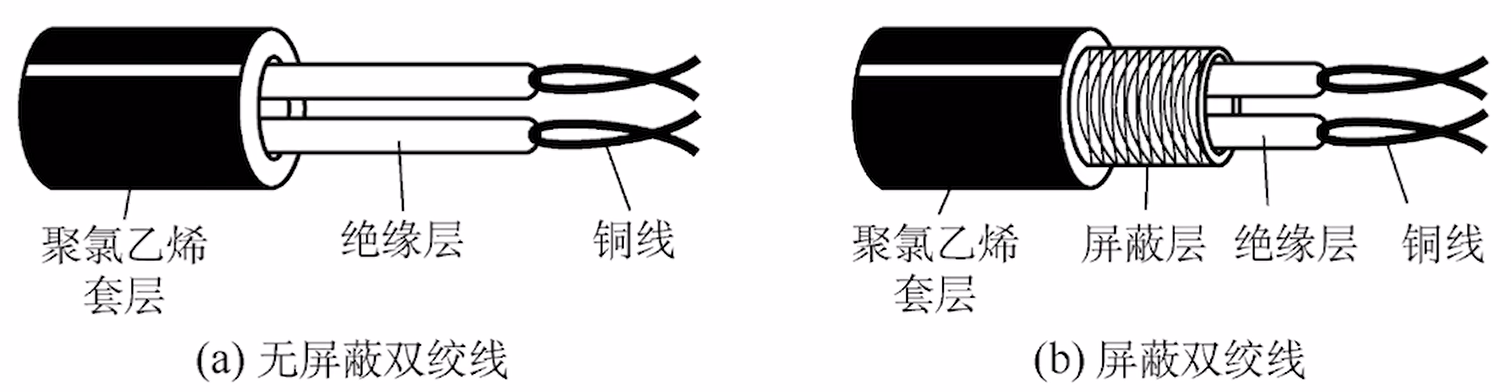 聚氯乙烯
套层
绝缘层
铜线
(a) 无屏蔽双绞线
聚氯乙烯
套层
屏蔽层
绝缘层
铜线
(b) 屏蔽双绞线